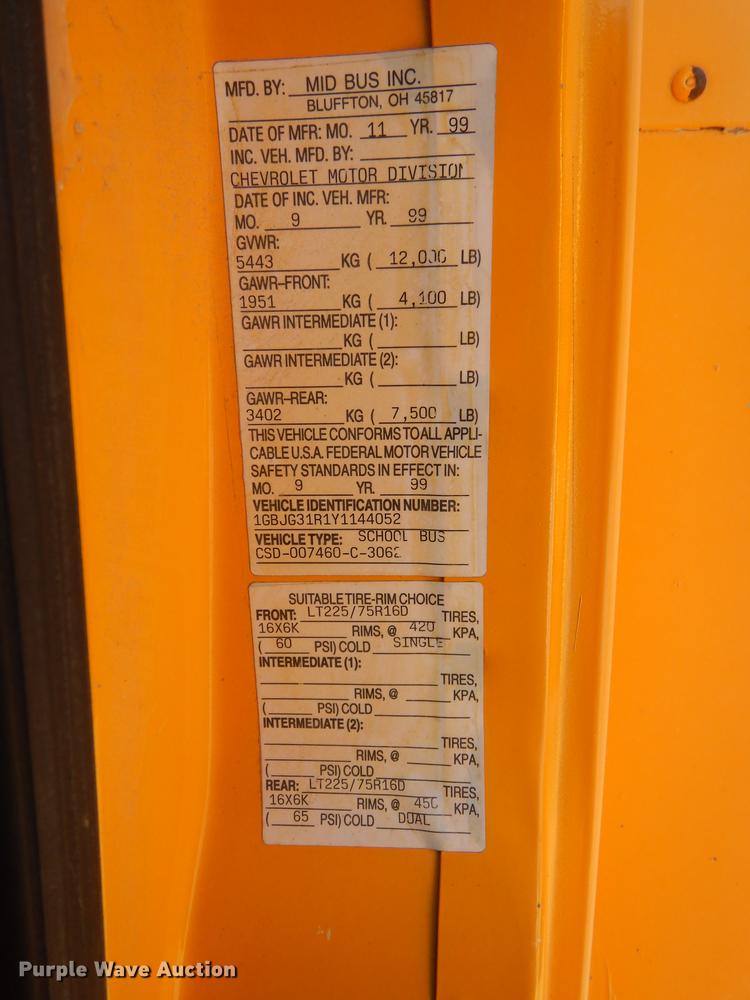 MFD. BY: MID BUS INC.
BLUFFTON, OH 45817
DATE OF MFR: MO. 11 YR. 99
INC. VEH. MFD. BY:
CHEVROLET MOTOR DIVISION
DATE OF INC. VEH. MFR:
MO. 9 YR. 99
GVWR:
5443 KG ( 12,000 LB)
GAWR-FRONT:
1951 KG ( 4,100 LB)
GAWR INTERMEDIATE (1):
KG ( LB)
GAWR INTERMEDIATE (2):
KG ( LB)
GAWR-REAR:
3402 KG ( 7,500 LB)
THIS VEHICLE CONFORMS TO ALL APPLI-
CABLE U.S.A. FEDERAL MOTOR VEHICLE
SAFETY STANDARDS IN EFFECT IN:
MO. 9 YR. 99
VEHICLE IDENTIFICATION NUMBER:
1GBJG31R1Y1144052
VEHICLE TYPE: SCHOOL BUS
CSD-007460-C-3062
SUITABLE TIRE-RIM CHOICE
FRONT: LT225/75R16D TIRES,
16X6K RIMS, @ 420 KPA,
( 60 PSI) COLD SINGLE
INTERMEDIATE (1):
TIRES,
RIMS, @ KPA,
( PSI) COLD
INTERMEDIATE (2):
TIRES,
RIMS, @ KPA,
( PSI) COLD
REAR: LT225/75R16D TIRES,
16X6K RIMS, @ 450 KPA,
( 65 PSI) COLD DUAL
Purple Wave Auction